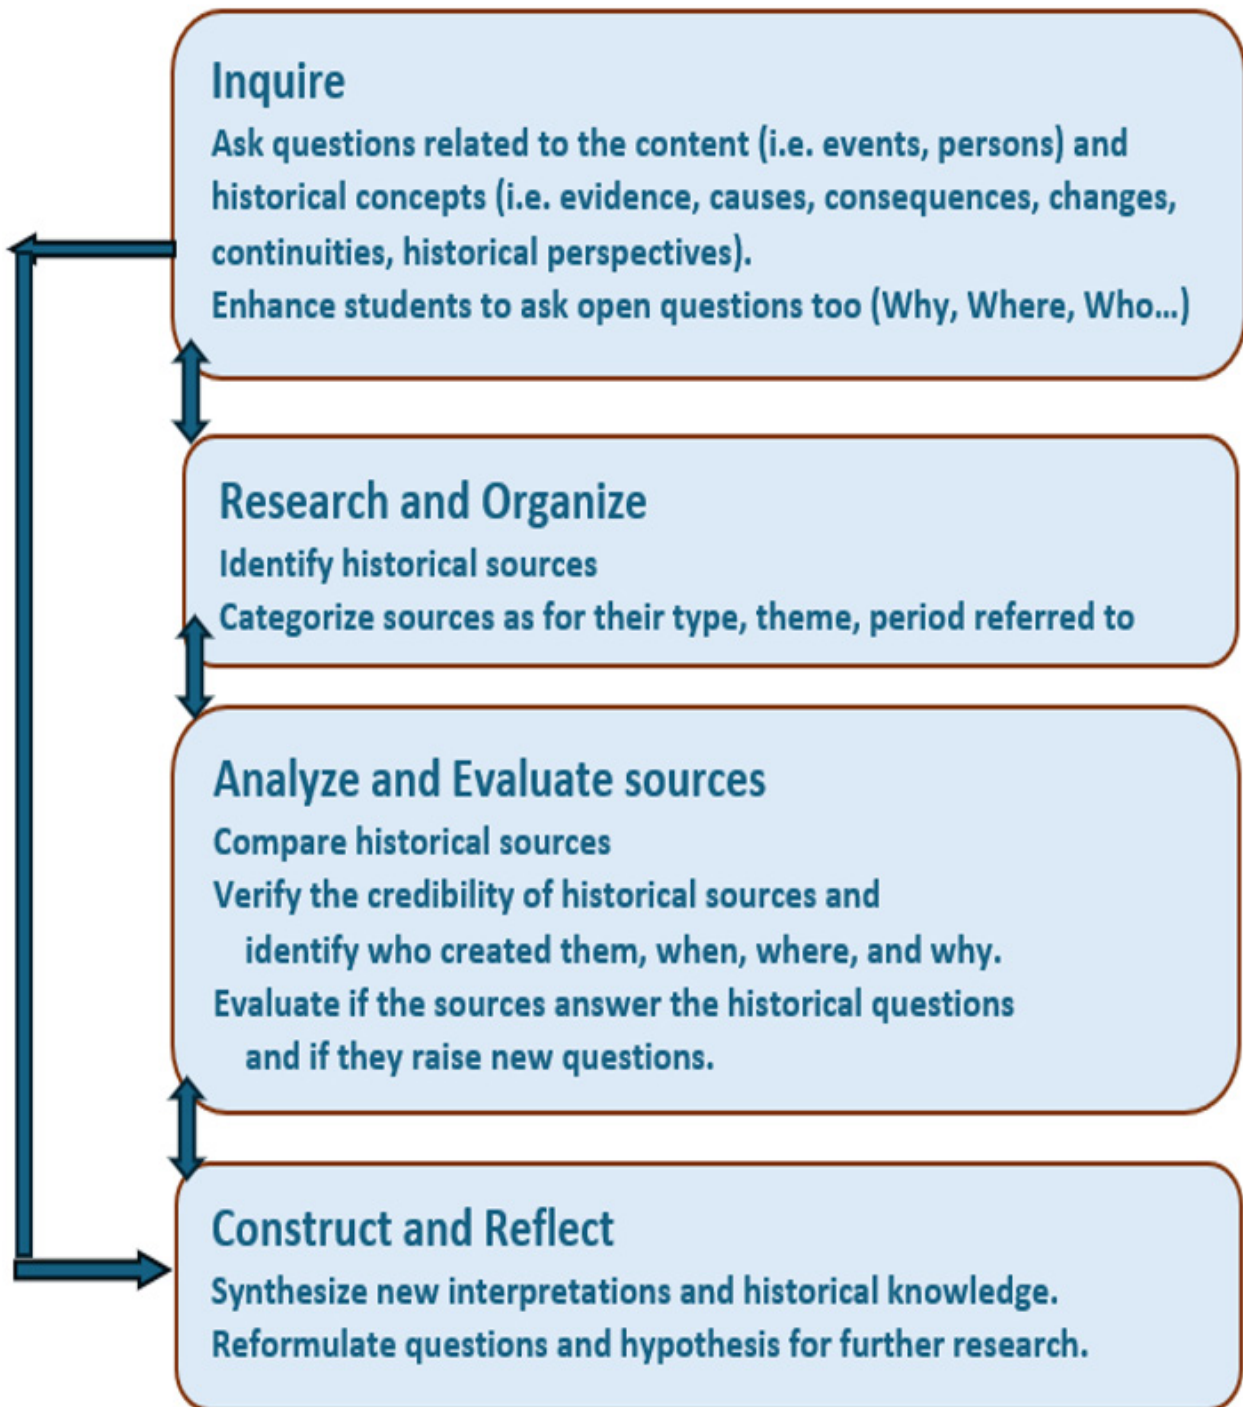 Inquire
Ask questions related to the content (i.e. events, persons) and
historical concepts (i.e. evidence, causes, consequences, changes,
continuities, historical perspectives).
Enhance students to ask open questions too (Why, Where, Who...)
Research and Organize
Identify historical sources
Categorize sources as for their type, theme, period referred to
Analyze and Evaluate sources
Compare historical sources
Verify the credibility of historical sources and
identify who created them, when, where, and why.
Evaluate if the sources answer the historical questions
and if they raise new questions.
Construct and Reflect
Synthesize new interpretations and historical knowledge.
Reformulate questions and hypothesis for further research.